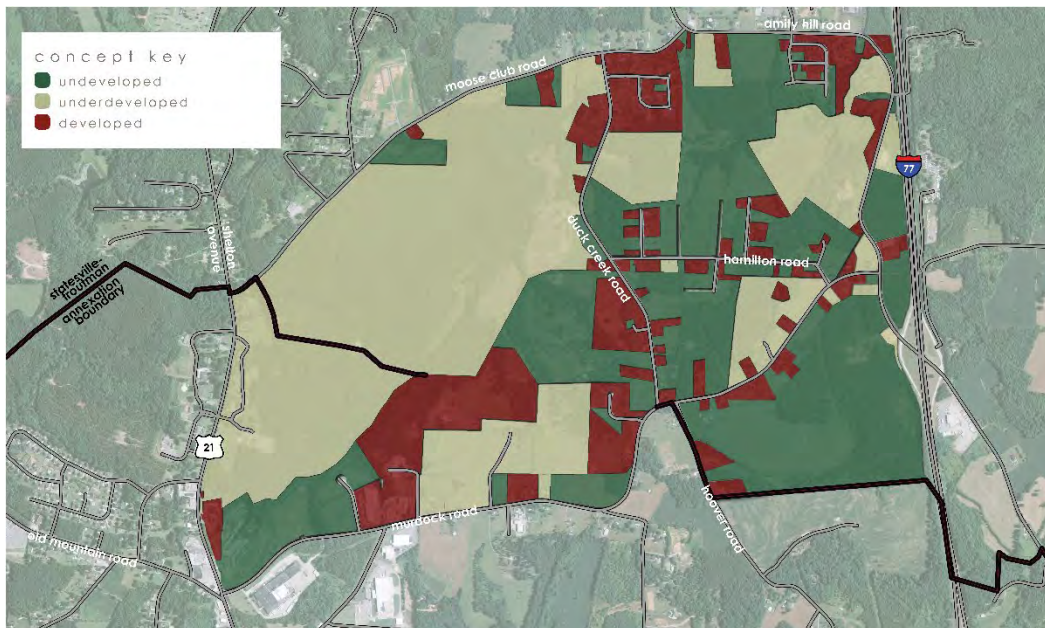 concept key
undeveloped
underdeveloped
developed
amity hill road
moose club road
77
shelton
avenue
duck creek road
hamilton road
statesville-
troutman
annexation
boundary
21
murdock road
hoover road
old mountain road